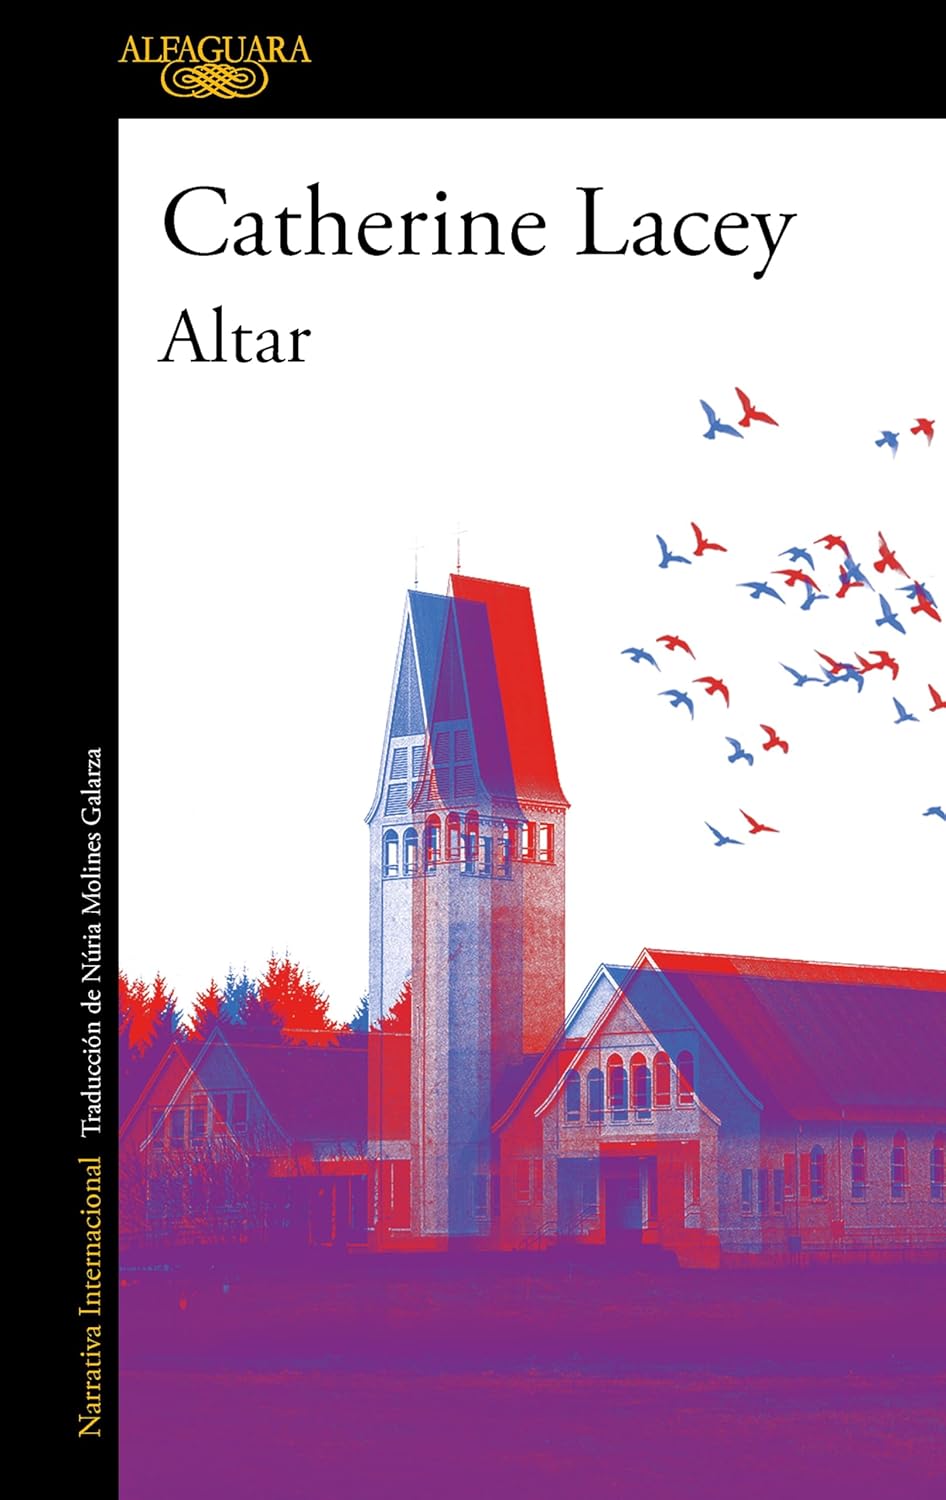 ALFAGUARA
Catherine Lacey
Altar
Narrativa Internacional Traducción de Núria Molines Galarza